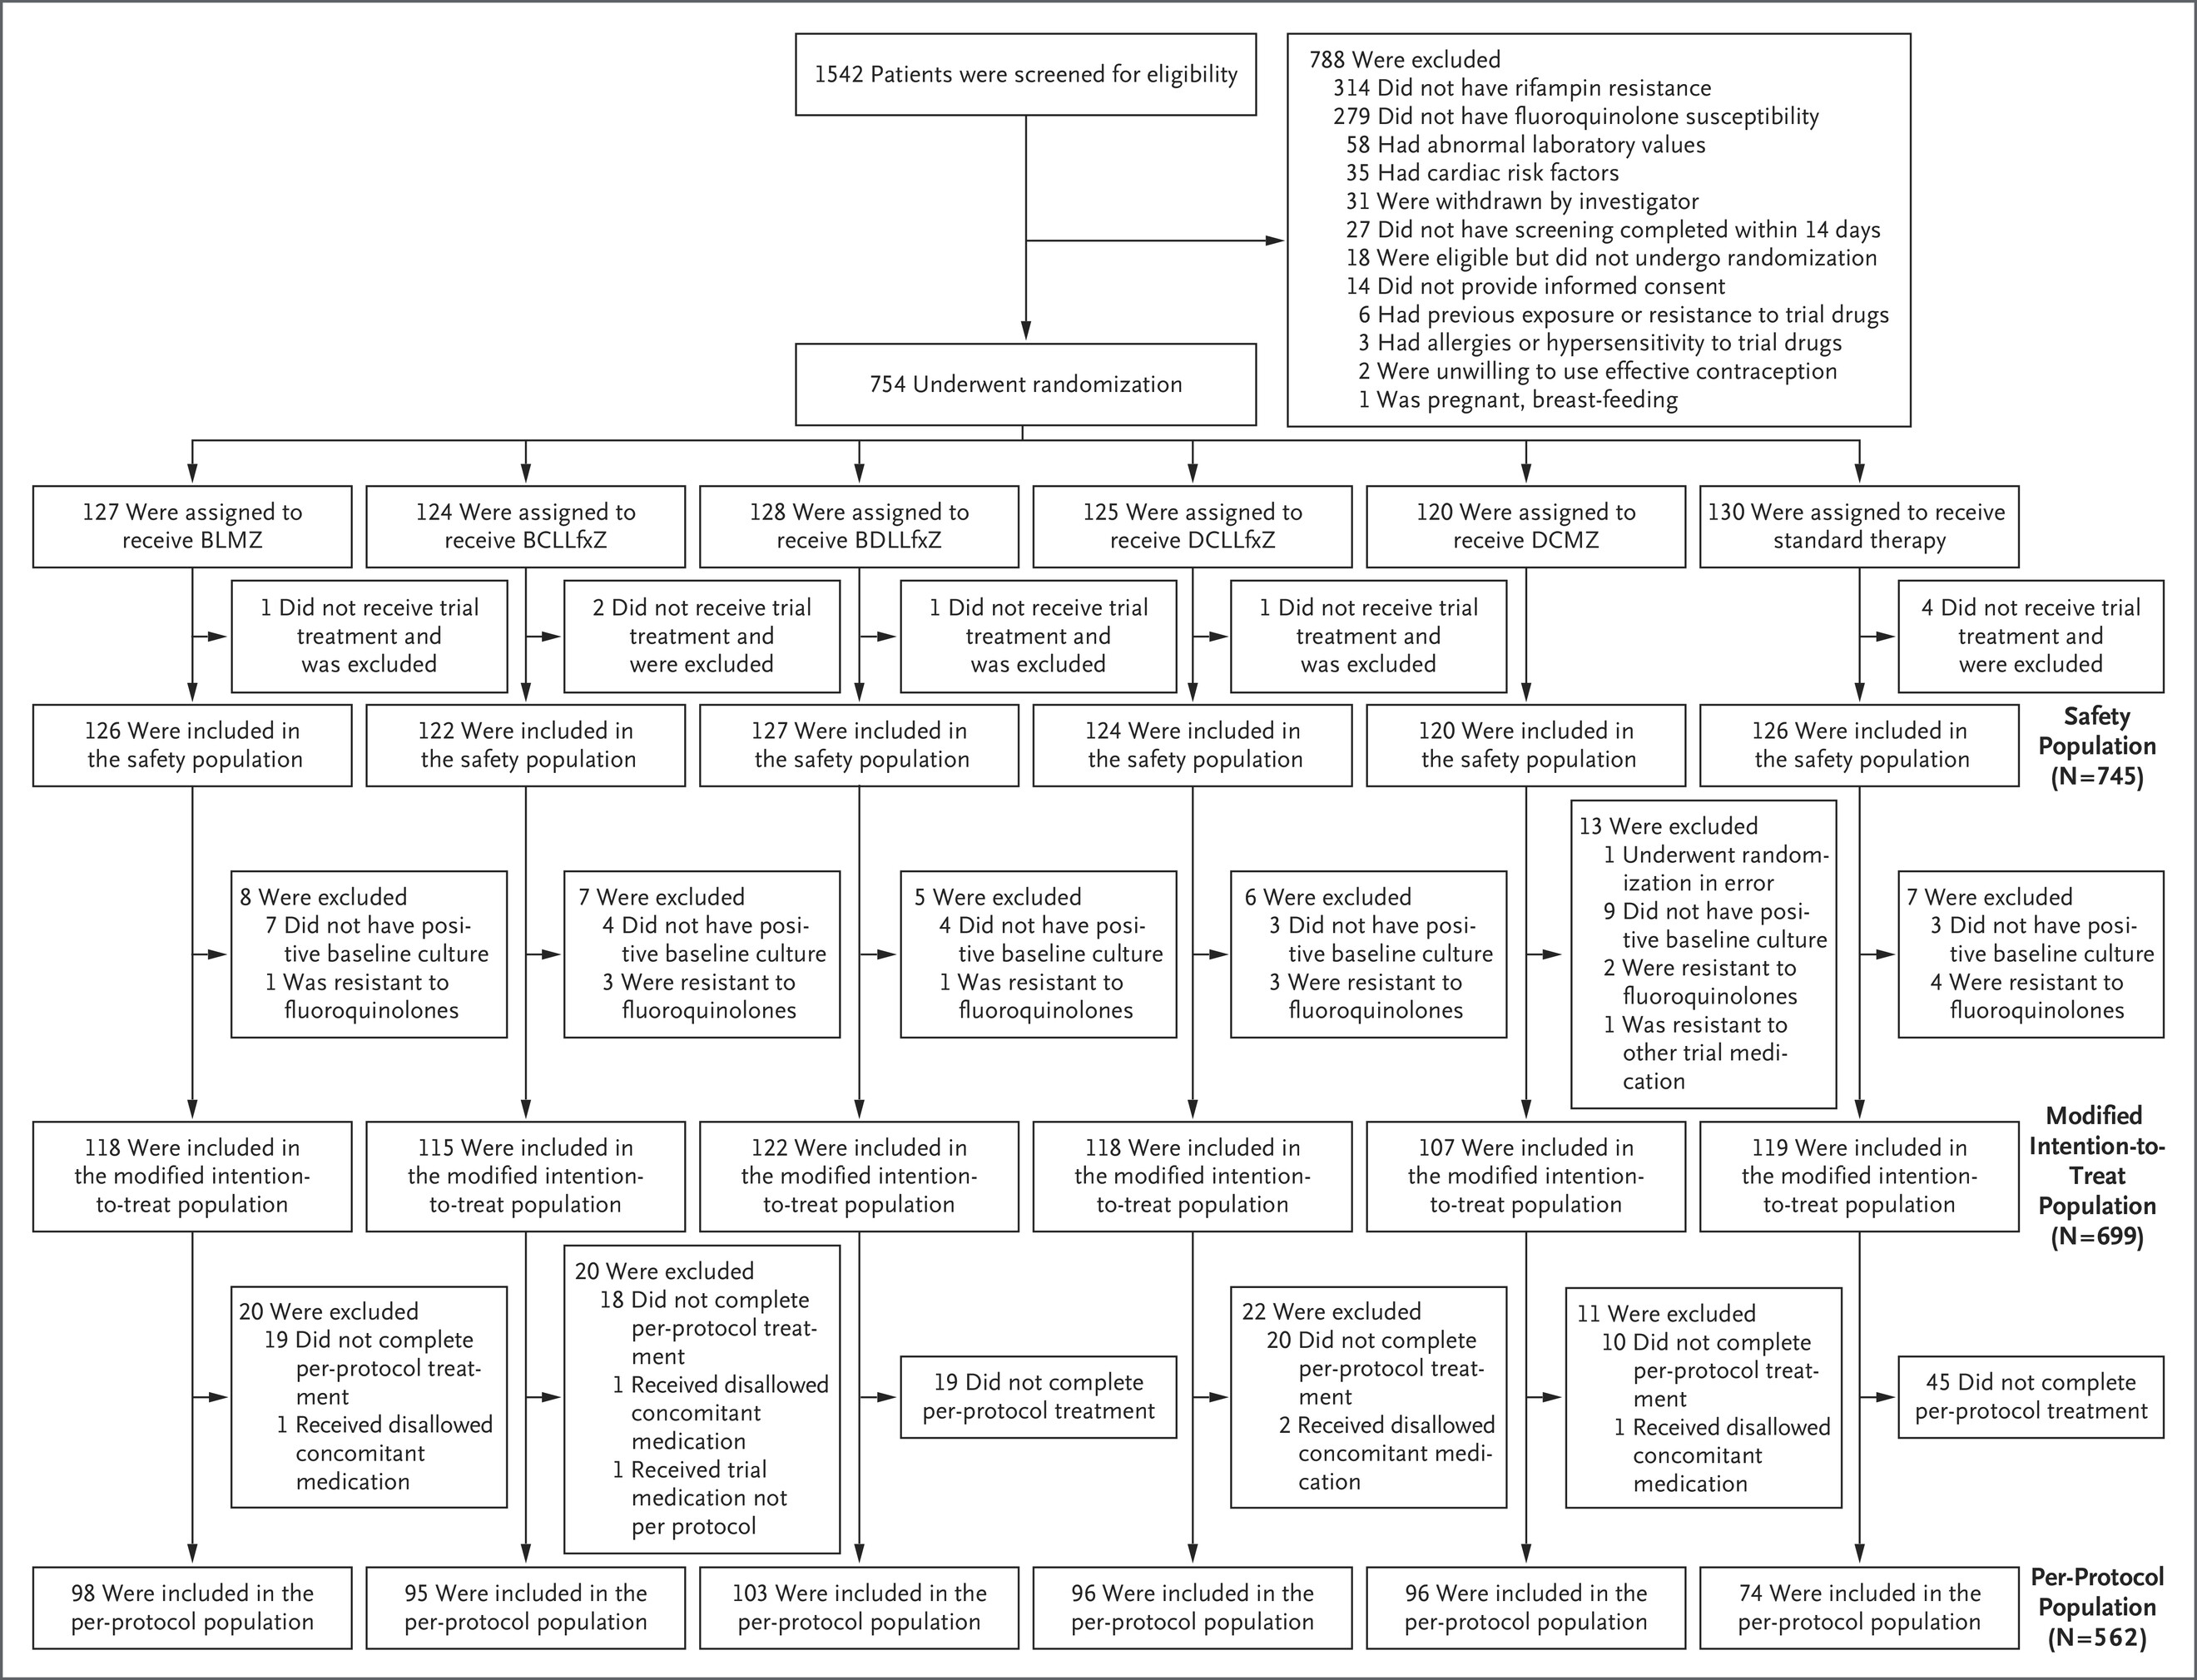 1542 Patients were screened for eligibility
788 Were excluded
314 Did not have rifampin resistance
279 Did not have fluoroquinolone susceptibility
58 Had abnormal laboratory values
35 Had cardiac risk factors
31 Were withdrawn by investigator
27 Did not have screening completed within 14 days
18 Were eligible but did not undergo randomization
14 Did not provide informed consent
6 Had previous exposure or resistance to trial drugs
3 Had allergies or hypersensitivity to trial drugs
2 Were unwilling to use effective contraception
1 Was pregnant, breast-feeding
754 Underwent randomization
127 Were assigned to
receive BLMZ
124 Were assigned to
receive BCLLfxZ
128 Were assigned to
receive BDLLfxZ
125 Were assigned to
receive DCLLfxZ
120 Were assigned to
receive DCMZ
130 Were assigned to receive
standard therapy
1 Did not receive trial
treatment and
was excluded
2 Did not receive trial
treatment and
were excluded
1 Did not receive trial
treatment and
was excluded
1 Did not receive trial
treatment and
was excluded
4 Did not receive trial
treatment and
were excluded
126 Were included in
the safety population
122 Were included in
the safety population
127 Were included in
the safety population
124 Were included in
the safety population
120 Were included in
the safety population
126 Were included in
the safety population
Safety
Population
(N=745)
8 Were excluded
7 Did not have posi-
tive baseline culture
1 Was resistant to
fluoroquinolones
7 Were excluded
4 Did not have posi-
tive baseline culture
3 Were resistant to
fluoroquinolones
5 Were excluded
4 Did not have posi-
tive baseline culture
1 Was resistant to
fluoroquinolones
6 Were excluded
3 Did not have posi-
tive baseline culture
3 Were resistant to
fluoroquinolones
13 Were excluded
1 Underwent random-
ization in error
9 Did not have posi-
tive baseline culture
2 Were resistant to
fluoroquinolones
1 Was resistant to
other trial medi-
cation
7 Were excluded
3 Did not have posi-
tive baseline culture
4 Were resistant to
fluoroquinolones
118 Were included in
the modified intention-
to-treat population
115 Were included in
the modified intention-
to-treat population
122 Were included in
the modified intention-
to-treat population
118 Were included in
the modified intention-
to-treat population
107 Were included in
the modified intention-
to-treat population
119 Were included in
the modified intention-
to-treat population
Modified
Intention-to-
Treat
Population
(N=699)
20 Were excluded
19 Did not complete
per-protocol treat-
ment
1 Received disallowed
concomitant
medication
20 Were excluded
18 Did not complete
per-protocol treat-
ment
1 Received disallowed
concomitant
medication
1 Received trial
medication not
per protocol
19 Did not complete
per-protocol treatment
22 Were excluded
20 Did not complete
per-protocol treat-
ment
2 Received disallowed
concomitant medi-
cation
11 Were excluded
10 Did not complete
per-protocol treat-
ment
1 Received disallowed
concomitant
medication
45 Did not complete
per-protocol treatment
98 Were included in the
per-protocol population
95 Were included in the
per-protocol population
103 Were included in the
per-protocol population
96 Were included in the
per-protocol population
96 Were included in the
per-protocol population
74 Were included in the
per-protocol population
Per-Protocol
Population
(N=562)